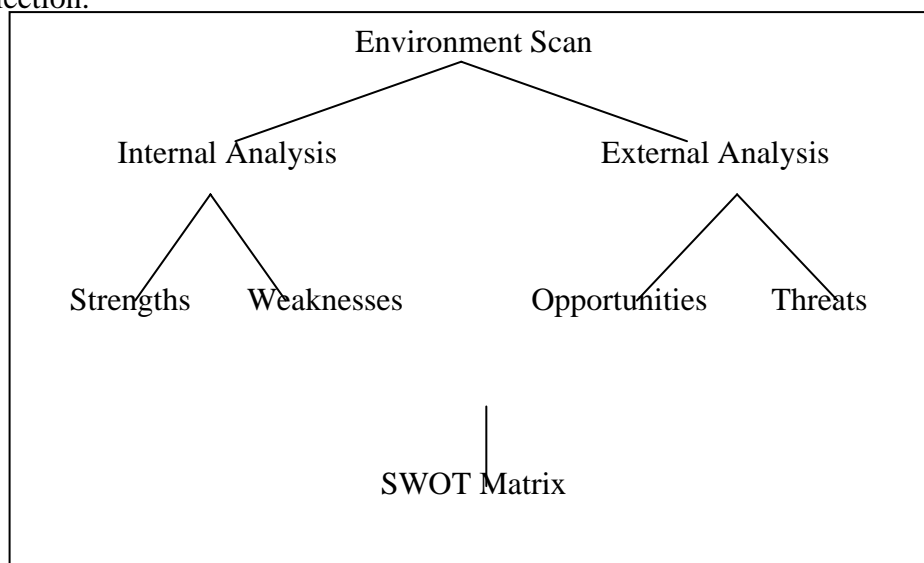 Environment Scan
Internal Analysis External Analysis
Strengths Weaknesses Opportunities Threats
SWOT Matrix